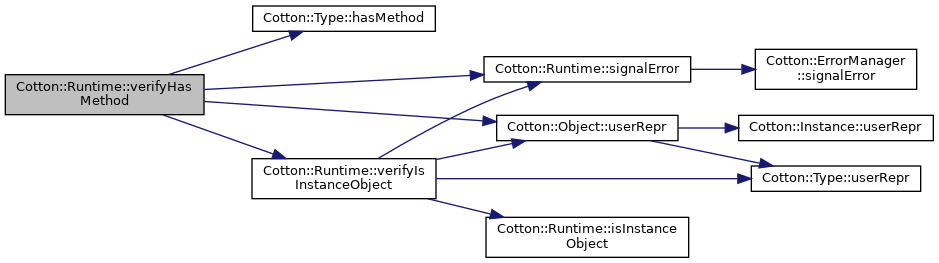 Cotton::Runtime::verifyHas
Method
Cotton::Type::hasMethod
Cotton::Runtime::verifyIs
InstanceObject
Cotton::Runtime::signalError
Cotton::Object::userRepr
Cotton::Runtime::isInstance
Object
Cotton::ErrorManager
::signalError
Cotton::Instance::userRepr
Cotton::Type::userRepr